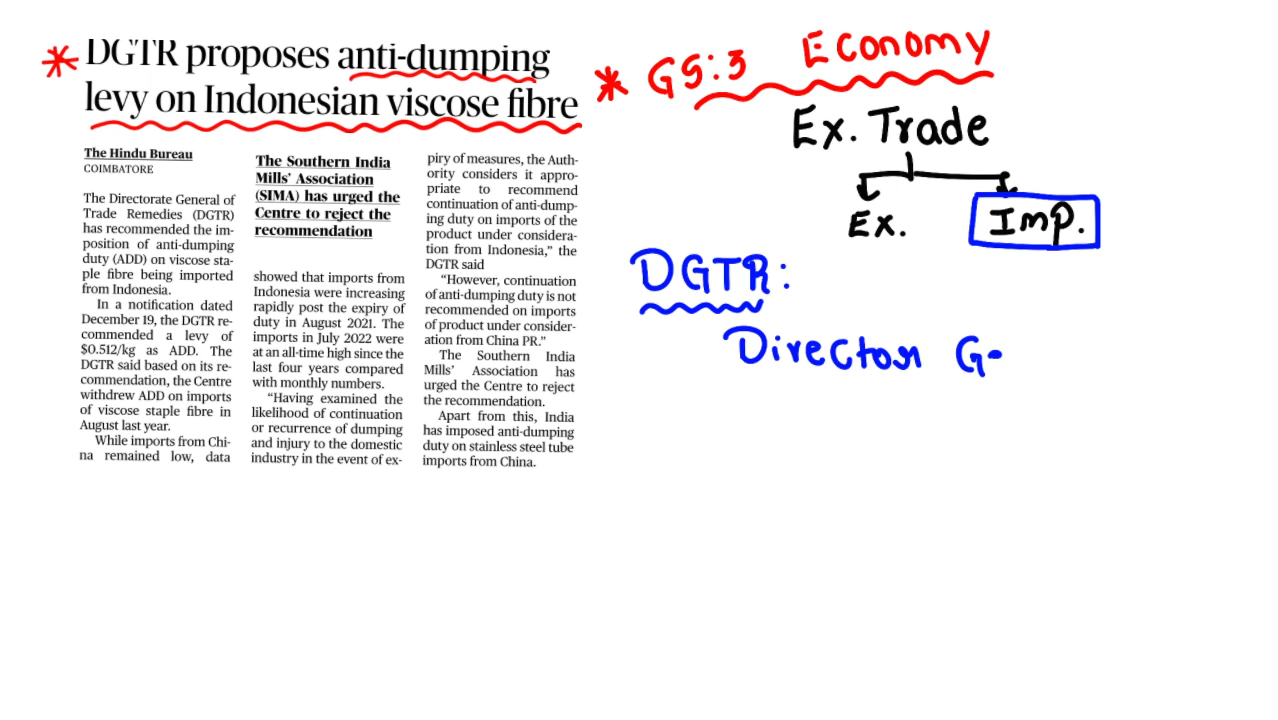 * DGTR proposes anti-dumping
levy on Indonesian viscose fibre
The Hindu Bureau
COIMBATORE
The Directorate General of
Trade Remedies (DGTR)
has recommended the im-
position of anti-dumping
duty (ADD) on viscose sta-
ple fibre being imported
from Indonesia.
In a notification dated
December 19, the DGTR re-
commended a levy of
$0.512/kg as ADD. The
DGTR said based on its re-
commendation, the Centre
withdrew ADD on imports
of viscose staple fibre in
August last year.
While imports from Chi-
na remained low, data
The Southern India
Mills’ Association
(SIMA) has urged the
Centre to reject the
recommendation
showed that imports from
Indonesia were increasing
rapidly post the expiry of
duty in August 2021. The
imports in July 2022 were
at an all-time high since the
last four years compared
with monthly numbers.
“Having examined the
likelihood of continuation
or recurrence of dumping
and injury to the domestic
industry in the event of ex-
piry of measures, the Auth-
ority considers it appro-
priate to recommend
continuation of anti-dump-
ing duty on imports of the
product under considera-
tion from Indonesia,” the
DGTR said
“However, continuation
of anti-dumping duty is not
recommended on imports
of product under consider-
ation from China PR.”
The Southern India
Mills’ Association has
urged the Centre to reject
the recommendation.
Apart from this, India
has imposed anti-dumping
duty on stainless steel tube
imports from China.
* GS:3 Economy
Ex. Trade
Ex. Imp.
DGTR:
Director Ge